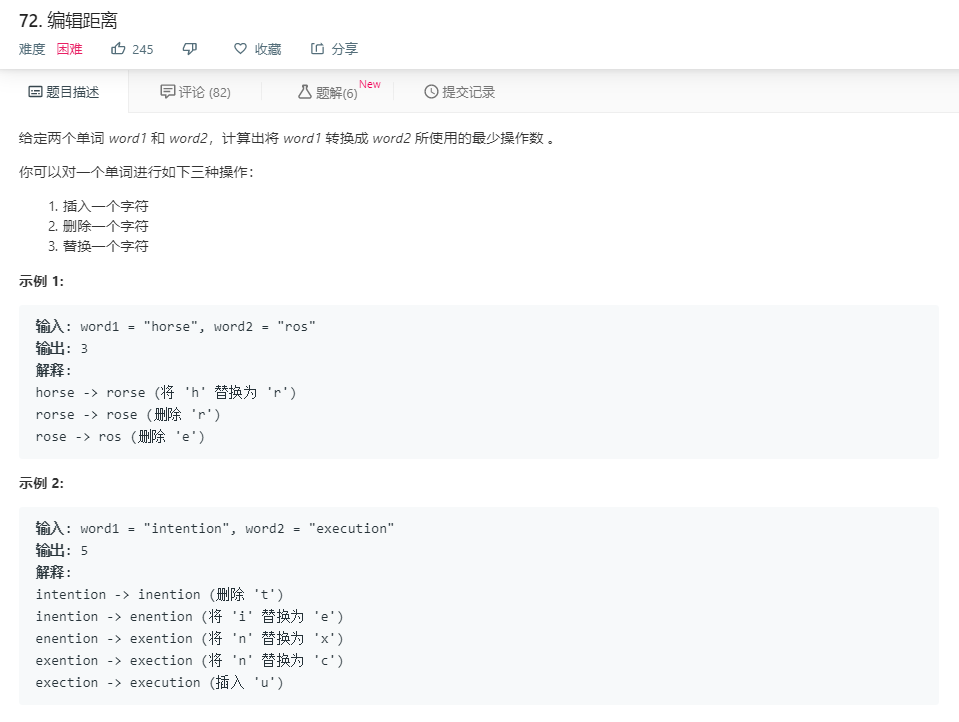 72. 编辑距离
难度 困难 245 收藏 分享
题目描述 评论 (82) 题解(6) New 提交记录
给定两个单词 word1 和 word2，计算出将 word1 转换成 word2 所使用的最少操作数 。
你可以对一个单词进行如下三种操作：
1. 插入一个字符
2. 删除一个字符
3. 替换一个字符
示例 1:
输入: word1 = "horse", word2 = "ros"
输出: 3
解释:
horse -> rorse (将 'h' 替换为 'r')
rorse -> rose (删除 'r')
rose -> ros (删除 'e')
示例 2:
输入: word1 = "intention", word2 = "execution"
输出: 5
解释:
intention -> inention (删除 't')
inention -> enention (将 'i' 替换为 'e')
enention -> exention (将 'n' 替换为 'x')
exention -> exection (将 'n' 替换为 'c')
exection -> execution (插入 'u')